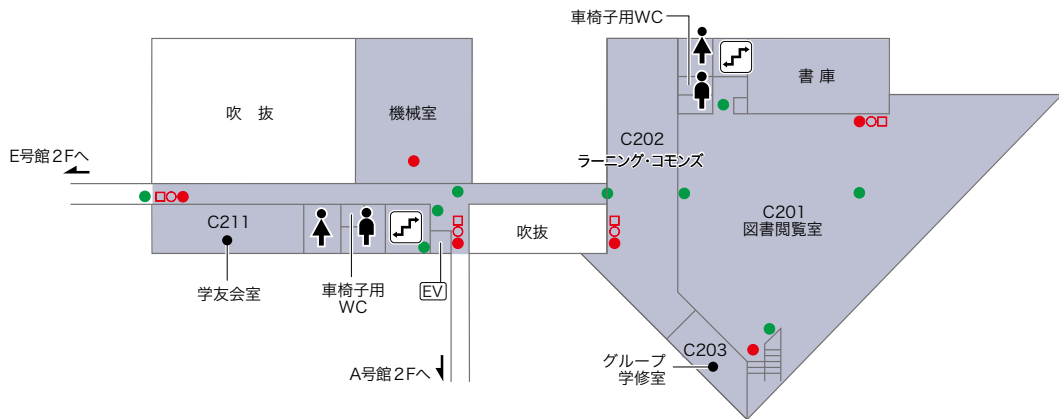 車椅子用WC
吹 抜
機械室
書 庫
C202
ラーニング・コモンズ
E号館2Fへ
C211
吹抜
C201
図書閲覧室
学友会室
車椅子用
WC
EV
A号館2Fへ
C203
グループ
学修室